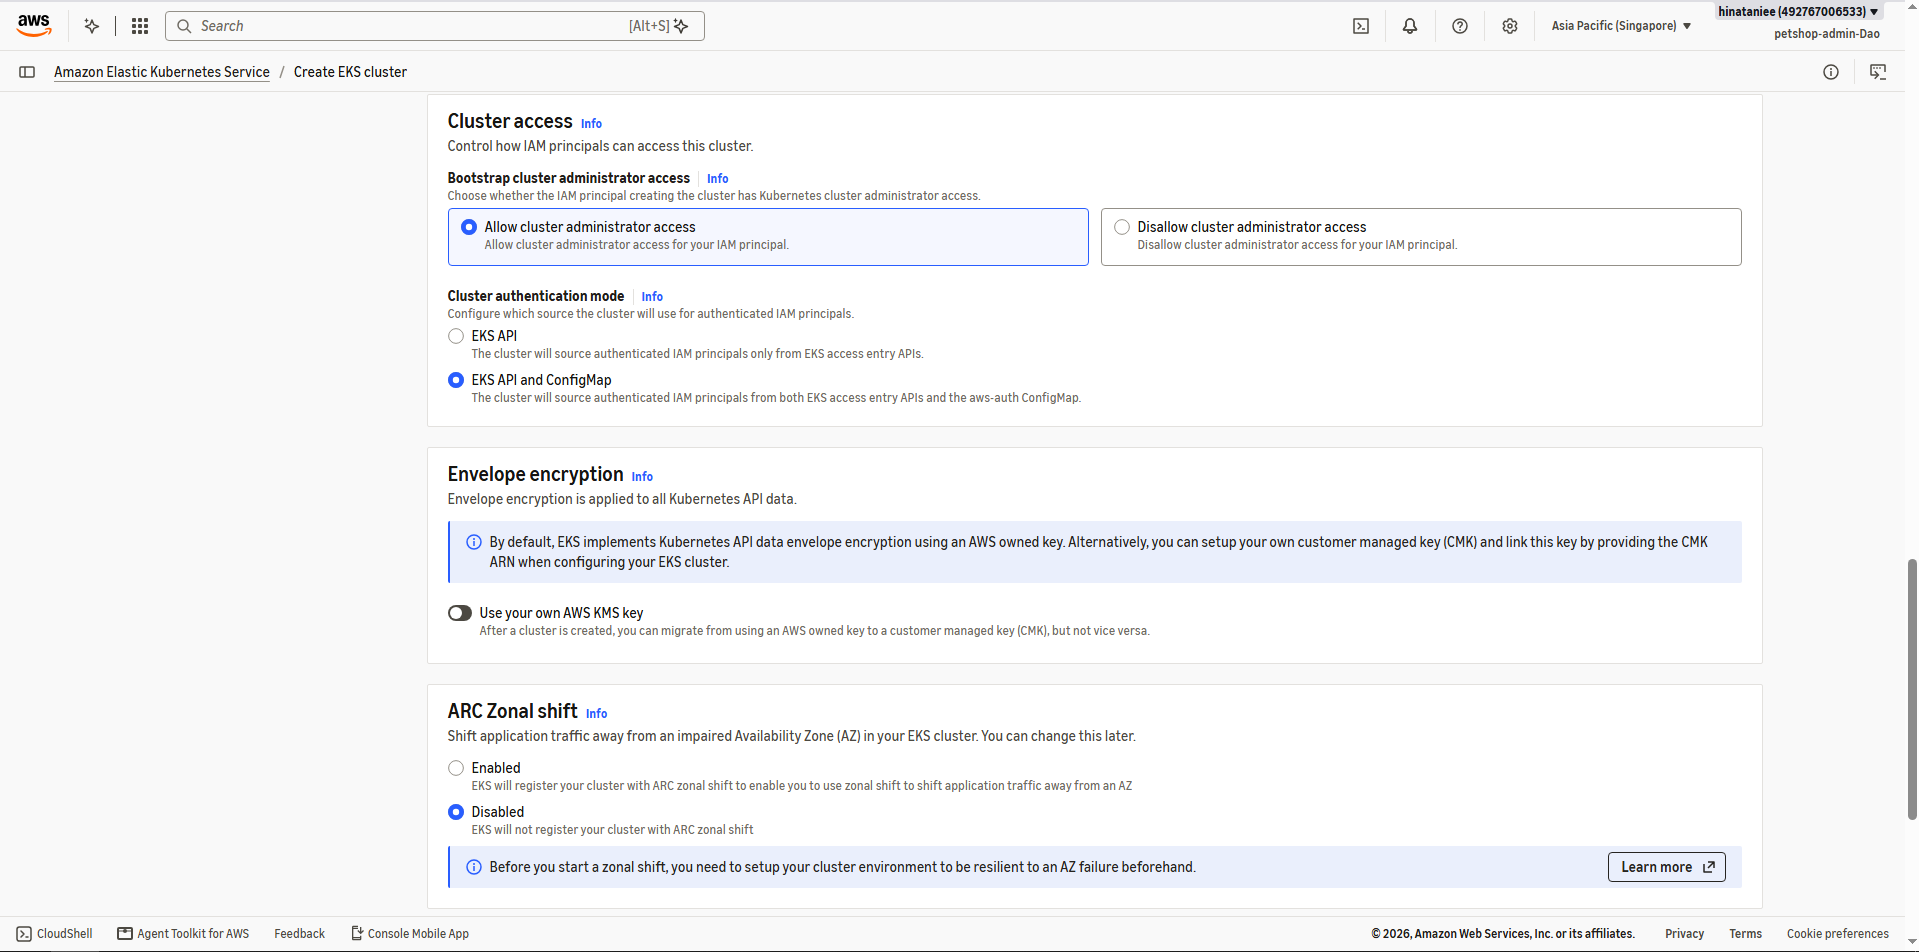 aws
Search
[Alt+S]
Asia Pacific (Singapore)
hinataniee (492767006533)
petshop-admin-Dao
Amazon Elastic Kubernetes Service / Create EKS cluster
Cluster access Info
Control how IAM principals can access this cluster.
Bootstrap cluster administrator access Info
Choose whether the IAM principal creating the cluster has Kubernetes cluster administrator access.
Allow cluster administrator access
Allow cluster administrator access for your IAM principal.
Disallow cluster administrator access
Disallow cluster administrator access for your IAM principal.
Cluster authentication mode Info
Configure which source the cluster will use for authenticated IAM principals.
EKS API
The cluster will source authenticated IAM principals only from EKS access entry APIs.
EKS API and ConfigMap
The cluster will source authenticated IAM principals from both EKS access entry APIs and the aws-auth ConfigMap.
Envelope encryption Info
Envelope encryption is applied to all Kubernetes API data.
By default, EKS implements Kubernetes API data envelope encryption using an AWS owned key. Alternatively, you can setup your own customer managed key (CMK) and link this key by providing the CMK
ARN when configuring your EKS cluster.
Use your own AWS KMS key
After a cluster is created, you can migrate from using an AWS owned key to a customer managed key (CMK), but not vice versa.
ARC Zonal shift Info
Shift application traffic away from an impaired Availability Zone (AZ) in your EKS cluster. You can change this later.
Enabled
EKS will register your cluster with ARC zonal shift to enable you to use zonal shift to shift application traffic away from an AZ
Disabled
EKS will not register your cluster with ARC zonal shift
Before you start a zonal shift, you need to setup your cluster environment to be resilient to an AZ failure beforehand.
Learn more
CloudShell
Agent Toolkit for AWS
Feedback
Console Mobile App
© 2026, Amazon Web Services, Inc. or its affiliates.
Privacy
Terms
Cookie preferences